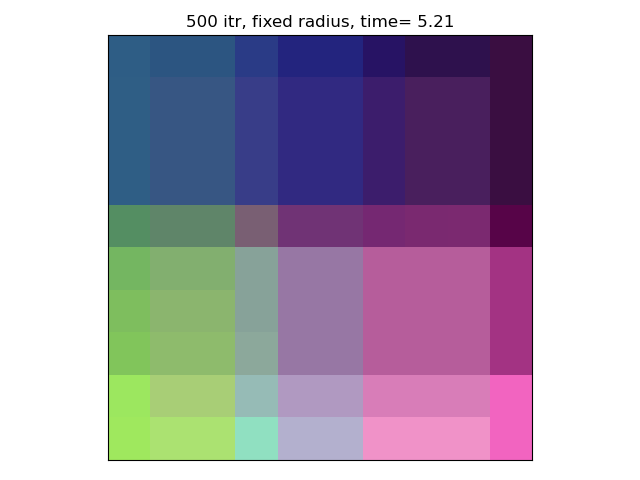 500 itr, fixed radius, time= 5.21